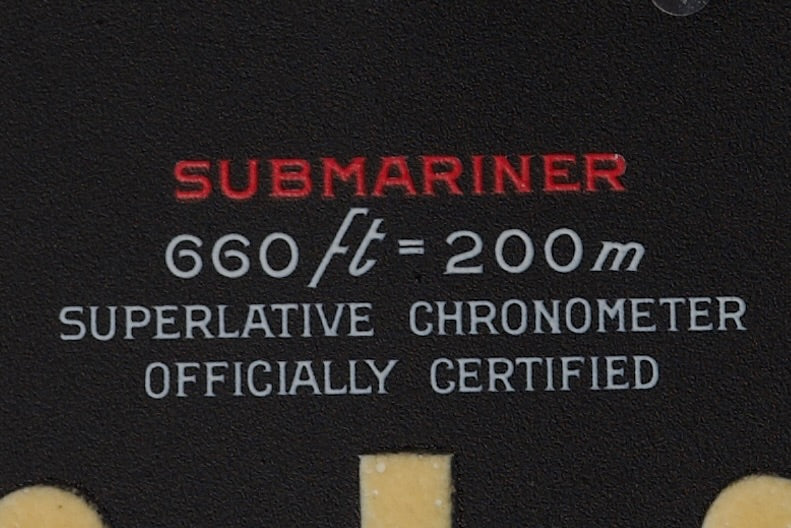 SUBMARINER
660 ft = 200 m
SUPERLATIVE CHRONOMETER
OFFICIALLY CERTIFIED